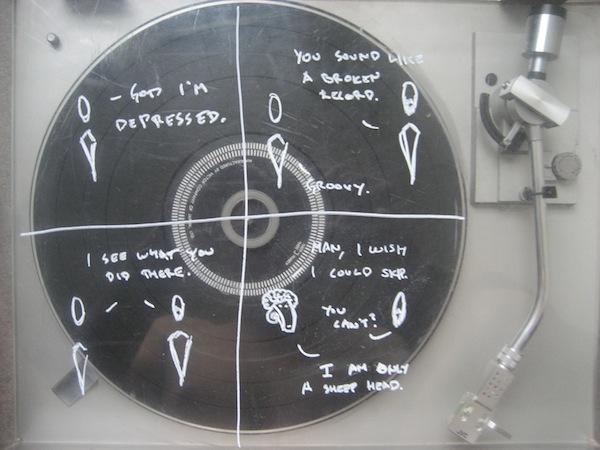 - GOD I'M
DEPRESSED.
YOU SOUND LIKE
A BROKEN
RECORD.
GROOVY.
I SEE WHAT YOU
DID THERE.
MAN, I WISH
I COULD SKIP.
YOU
CAN'T?
I AM ONLY
A SHEEP HEAD.